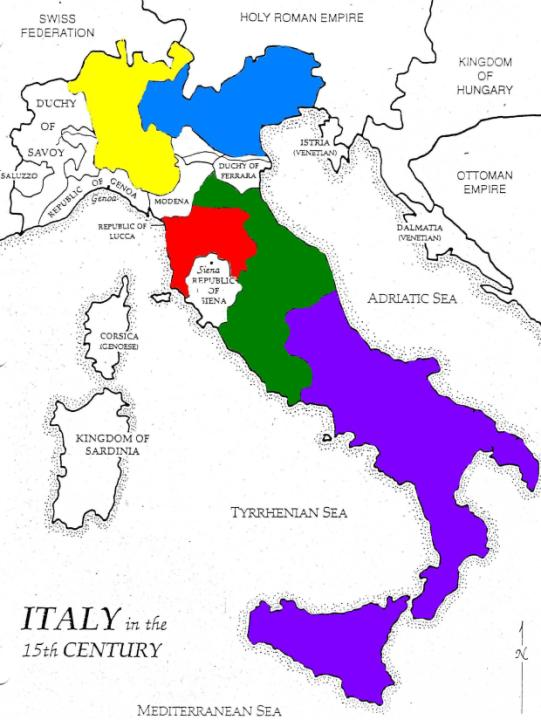 SWISS
FEDERATION
HOLY ROMAN EMPIRE
KINGDOM
OF
HUNGARY
DUCHY
OF
SAVOY
SALUZZO
REPUBLIC OF GENOA
Genoa
MODENA
DUCHY OF
FERRARA
ISTRIA
(VENETIAN)
OTTOMAN
EMPIRE
REPUBLIC OF
LUCCA
DALMATIA
(VENETIAN)
Siena
REPUBLIC
OF
SIENA
ADRIATIC SEA
CORSICA
(GENOESE)
KINGDOM OF
SARDINIA
TYRRHENIAN SEA
ITALY in the
15th CENTURY
N
MEDITERRANEAN SEA